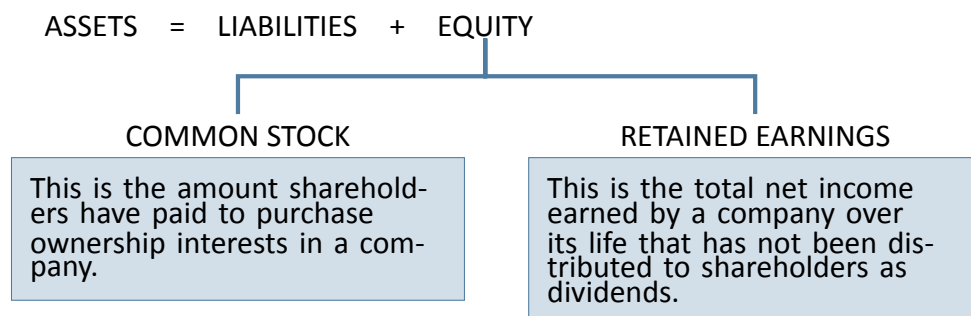 ASSETS = LIABILITIES + EQUITY
COMMON STOCK
This is the amount sharehold-
ers have paid to purchase
ownership interests in a com-
pany.
RETAINED EARNINGS
This is the total net income
earned by a company over
its life that has not been dis-
tributed to shareholders as
dividends.